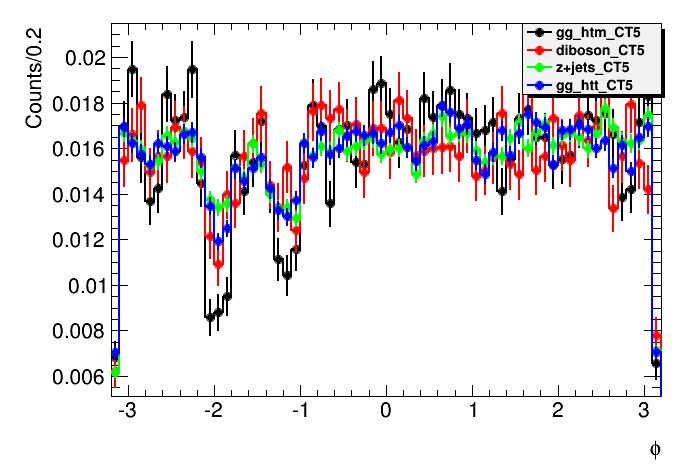 Counts/0.2
0.02
0.018
0.016
0.014
0.012
0.01
0.008
0.006
gg_htm_CT5
diboson_CT5
z+jets_CT5
gg_htt_CT5
-3 -2 -1 0 1 2 3
ϕ